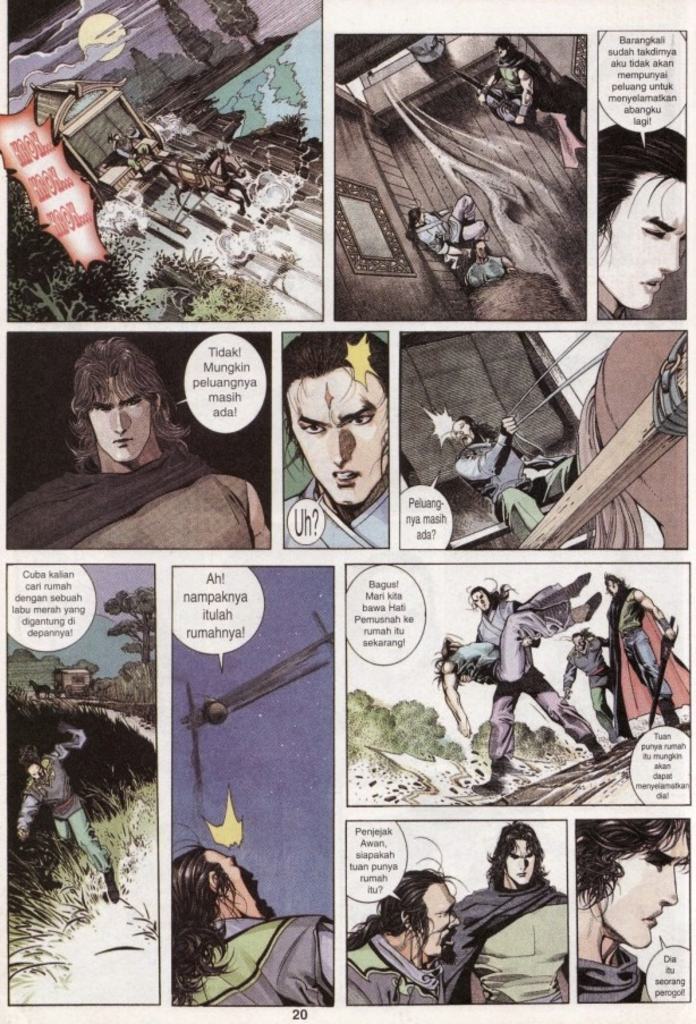 Barangkali
sudah takdirnya
aku tidak akan
mempunyai
peluang untuk
menyelamatkan
abangku
lagi!
Tidak!
Mungkin
peluangnya
masih
ada!
Uh?
Peluang-
nya masih
ada?
Cuba kalian
cari rumah
dengan sebuah
labu merah yang
digantung di
depannya!
Ah!
nampaknya
itulah
rumahnya!
Bagus!
Mari kita
bawa Hati
Pemusnah ke
rumah itu
sekarang!
Tuan
punya rumah
itu mungkin
akan
dapat
menyelamatkan
dia!
Penjejak
Awan,
siapakah
tuan punya
rumah
itu?
Dia
itu
seorang
perogol!
20